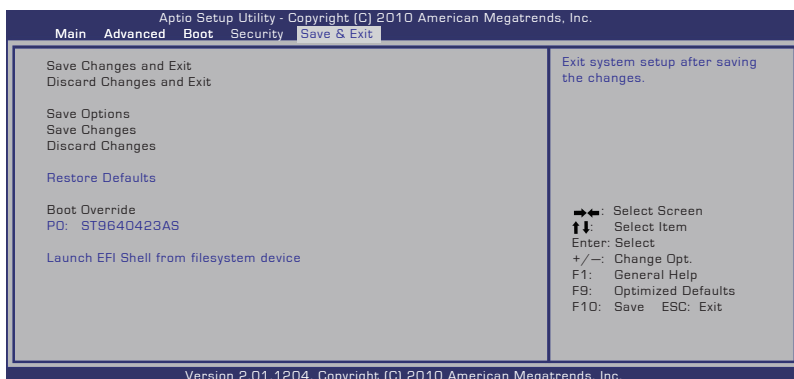 Aptio Setup Utility - Copyright (C) 2010 American Megatrends, Inc.
Main Advanced Boot Security Save & Exit
Save Changes and Exit
Discard Changes and Exit
Save Options
Save Changes
Discard Changes
Restore Defaults
Boot Override
P0: ST9640423AS
Launch EFI Shell from filesystem device
Exit system setup after saving
the changes.
→←: Select Screen
↑↓: Select Item
Enter: Select
+/—: Change Opt.
F1: General Help
F9: Optimized Defaults
F10: Save ESC: Exit
Version 2.01.1204. Copyright (C) 2010 American Megatrends, Inc.